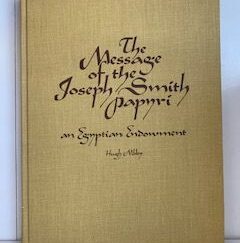 The
Message
of the
Joseph Smith
Papyri
an Egyptian Endowment
Hugh Nibley